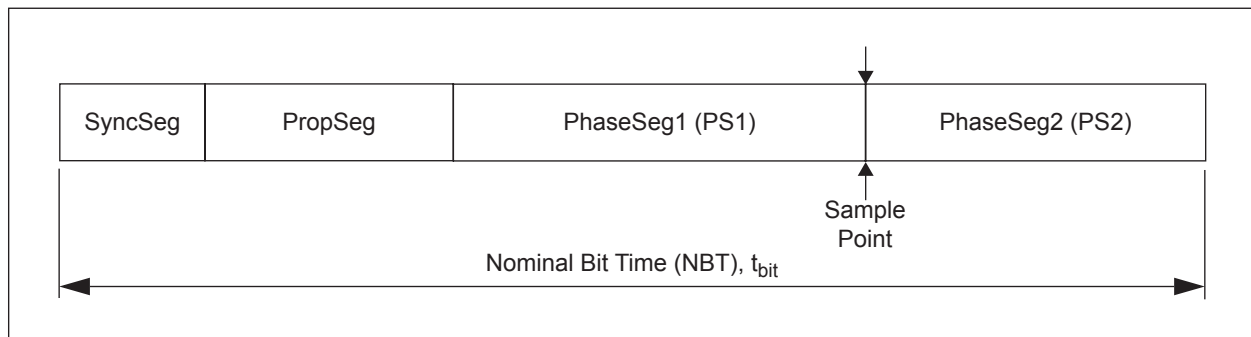 SyncSeg
PropSeg
PhaseSeg1 (PS1)
PhaseSeg2 (PS2)
Sample
Point
Nominal Bit Time (NBT), tbit